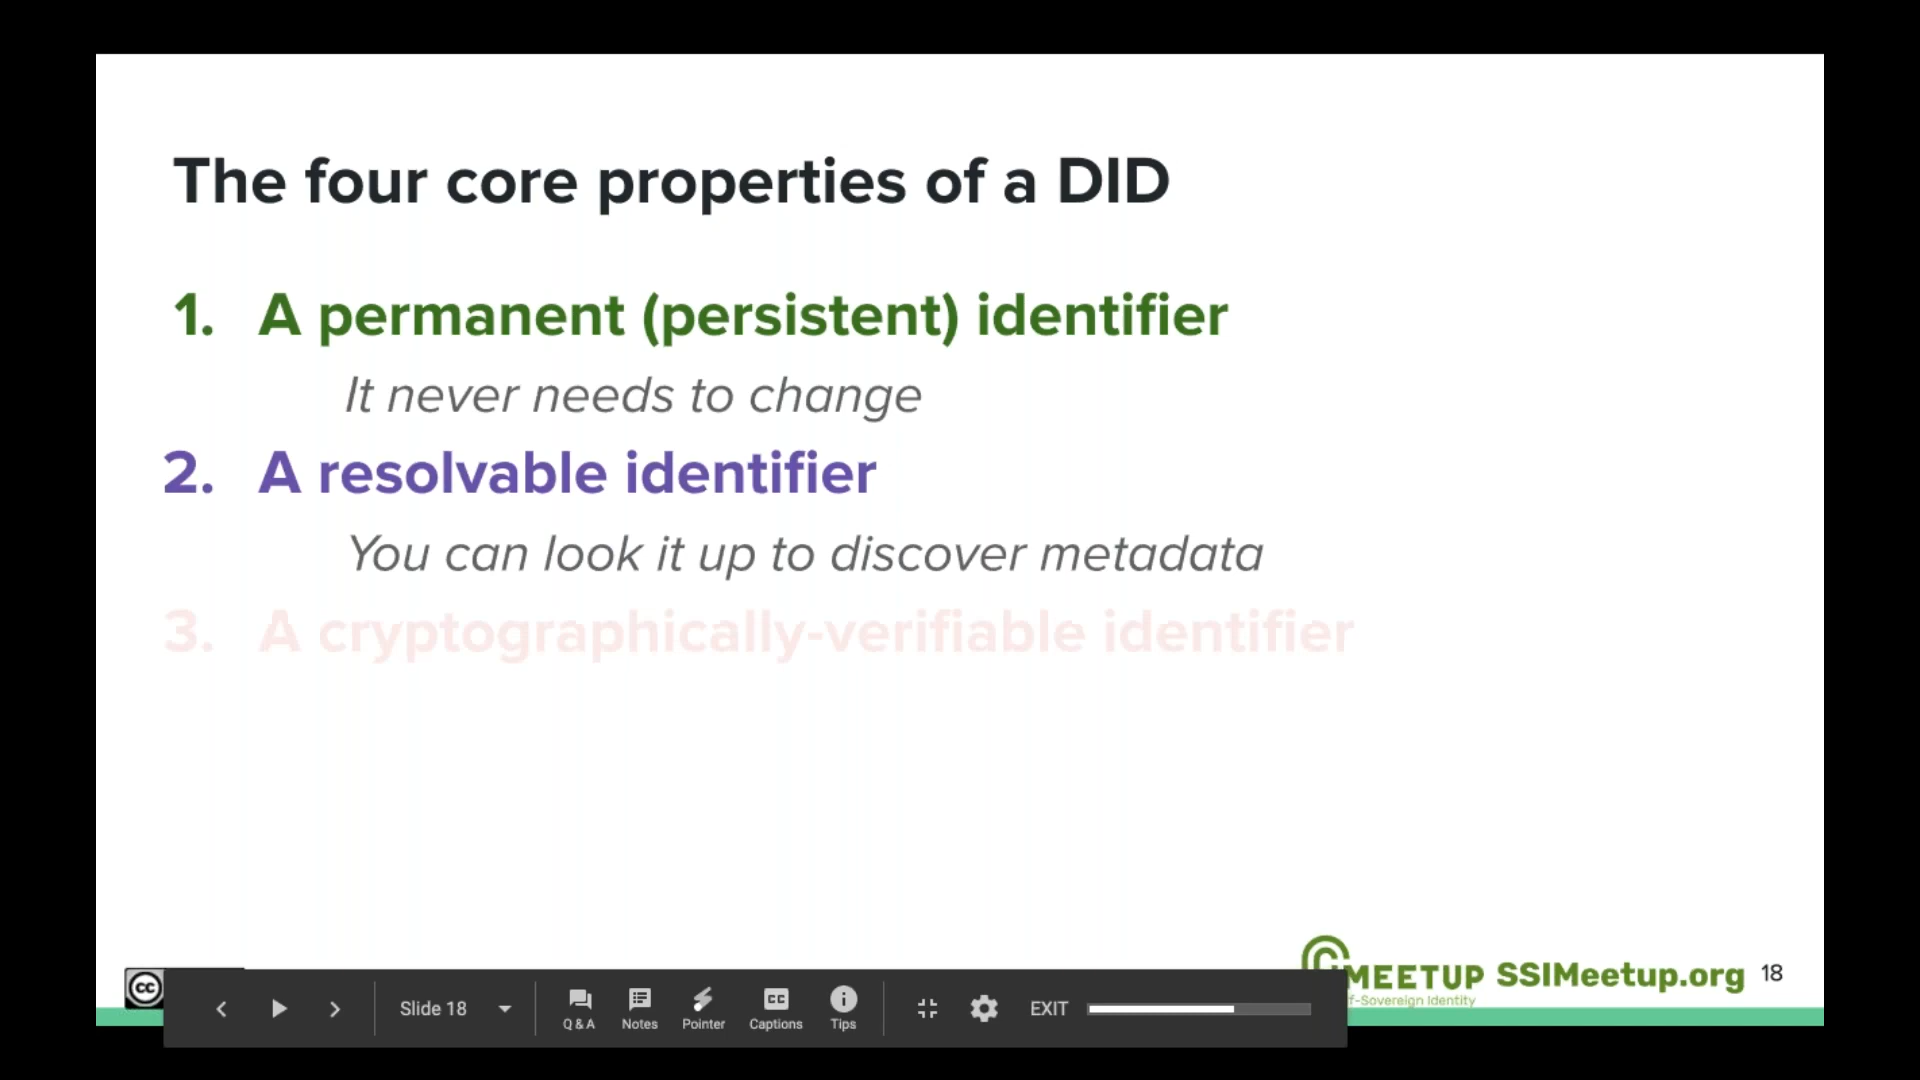 The four core properties of a DID
1. A permanent (persistent) identifier
It never needs to change
2. A resolvable identifier
You can look it up to discover metadata
3. A cryptographically-verifiable identifier
MEETUP SSIMeetup.org 18
f-Sovereign Identity
cc
Slide 18
Q & A Notes Pointer CC Captions Tips
EXIT